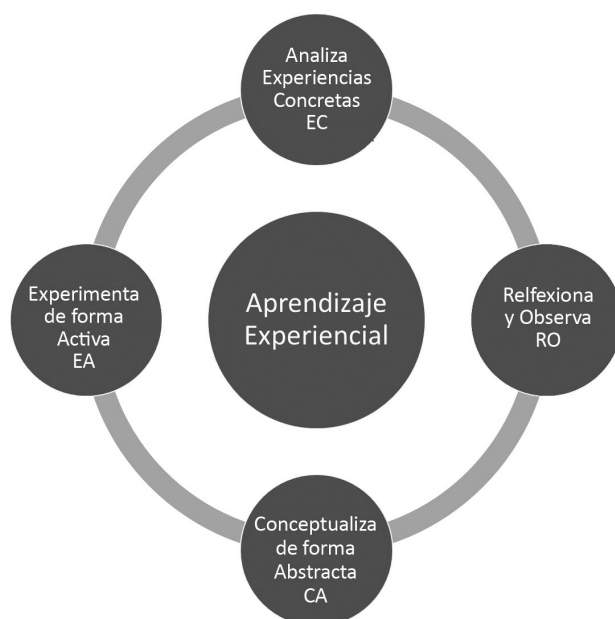 Analiza
Experiencias
Concretas
EC
Experimenta
de forma
Activa
EA
Aprendizaje
Experiencial
Relfexiona
y Observa
RO
Conceptualiza
de forma
Abstracta
CA